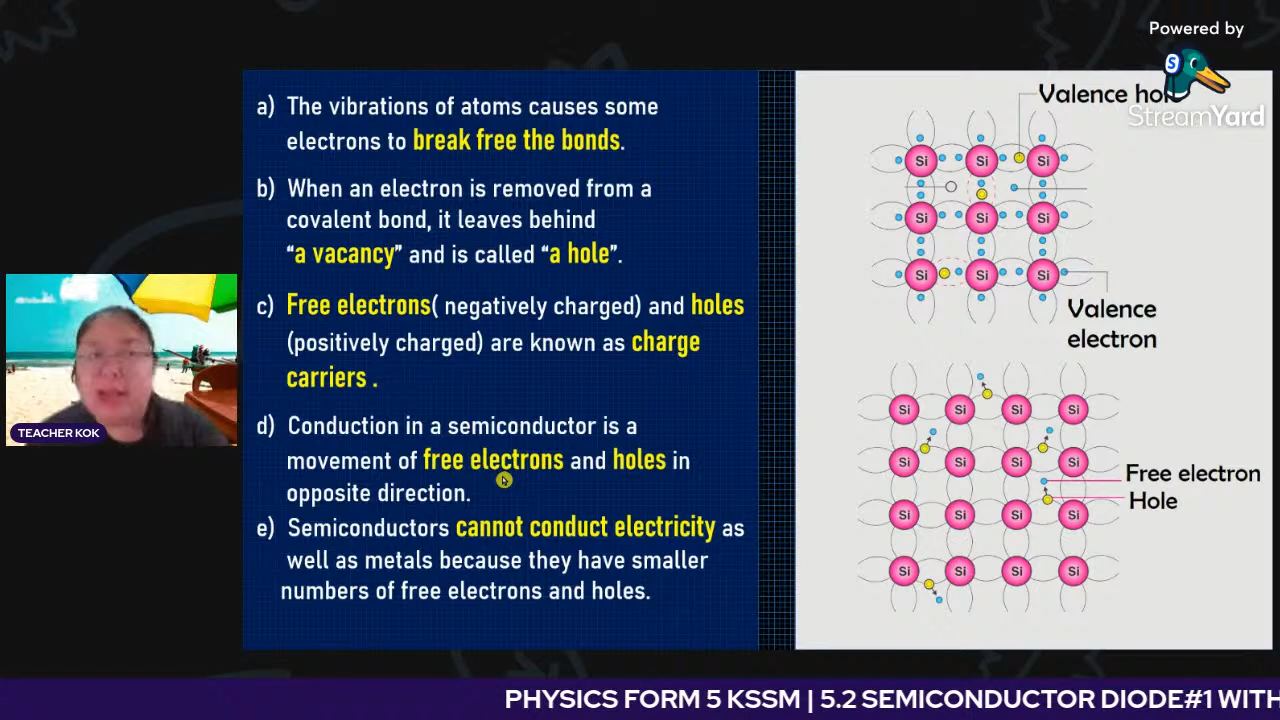 Powered by
StreamYard
a) The vibrations of atoms causes some
electrons to break free the bonds.
b) When an electron is removed from a
covalent bond, it leaves behind
“a vacancy” and is called “a hole”.
c) Free electrons( negatively charged) and holes
(positively charged) are known as charge
carriers .
d) Conduction in a semiconductor is a
movement of free electrons and holes in
opposite direction.
e) Semiconductors cannot conduct electricity as
well as metals because they have smaller
numbers of free electrons and holes.
TEACHER KOK
Valence hole
Si Si Si
Si Si Si
Si Si Si
Valence
electron
Si Si Si Si
Si Si Si Si
Free electron
Hole
Si Si Si Si
Si Si Si Si
PHYSICS FORM 5 KSSM | 5.2 SEMICONDUCTOR DIODE#1 WITH